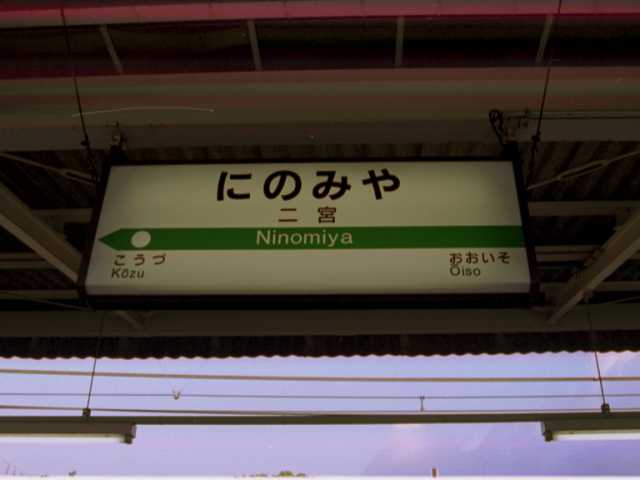 にのみや
二宮
Ninomiya
こうづ
Kōzu
おおいそ
Ōiso